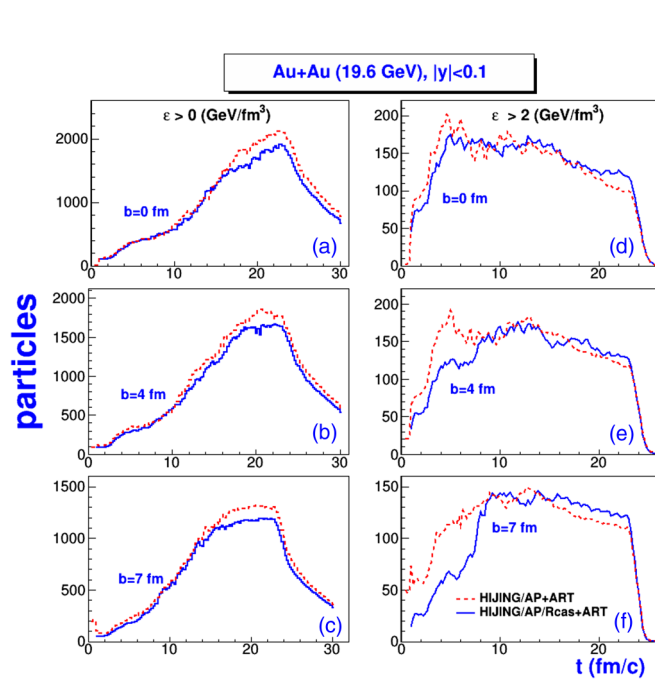 Au+Au (19.6 GeV), |y|<0.1
particles
ε > 0 (GeV/fm³)
2000
1000
0
b=0 fm
(a)
0 10 20 30
ε > 2 (GeV/fm³)
200
150
100
50
0
b=0 fm
(d)
0 20
2000
1500
1000
500
0
b=4 fm
(b)
0 10 20 30
200
150
100
50
0
b=4 fm
(e)
0 20
1500
1000
500
0
b=7 fm
(c)
0 10 20 30
150
100
50
0
b=7 fm
HIJING/AP+ART
HIJING/AP/Rcas+ART
(f)
0 20
t (fm/c)